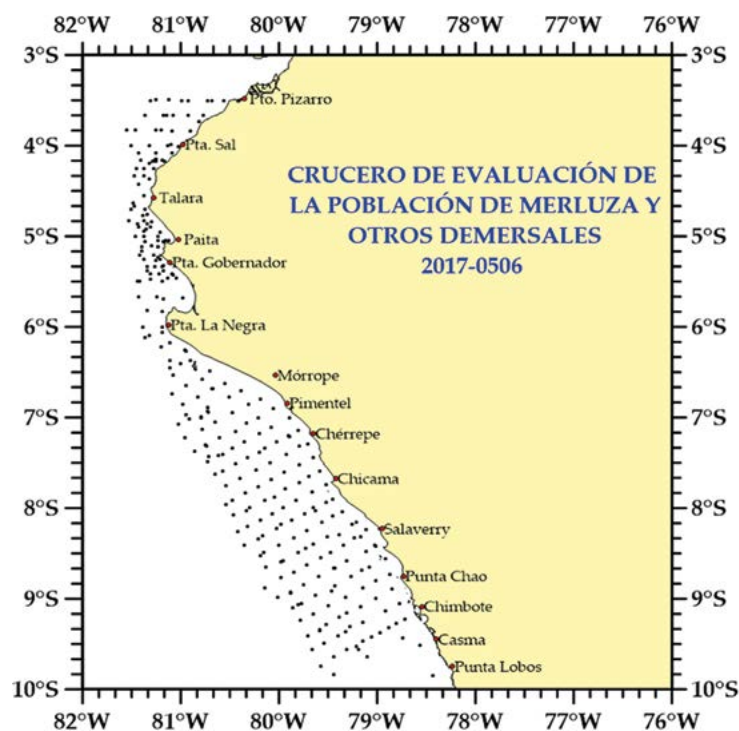 82°W 81°W 80°W 79°W 78°W 77°W 76°W
3°S 3°S
Pto. Pizarro
4°S Pta. Sal 4°S
CRUCERO DE EVALUACIÓN DE
LA POBLACIÓN DE MERLUZA Y
OTROS DEMERSALES
2017-0506
Talara
5°S Paita 5°S
Pta. Gobernador
6°S Pta. La Negra 6°S
Mórrope
Pimentel
7°S 7°S
Chérrepe
Chicama
8°S 8°S
Salaverry
Punta Chao
9°S 9°S
Chimbote
Casma
Punta Lobos
10°S 10°S
82°W 81°W 80°W 79°W 78°W 77°W 76°W